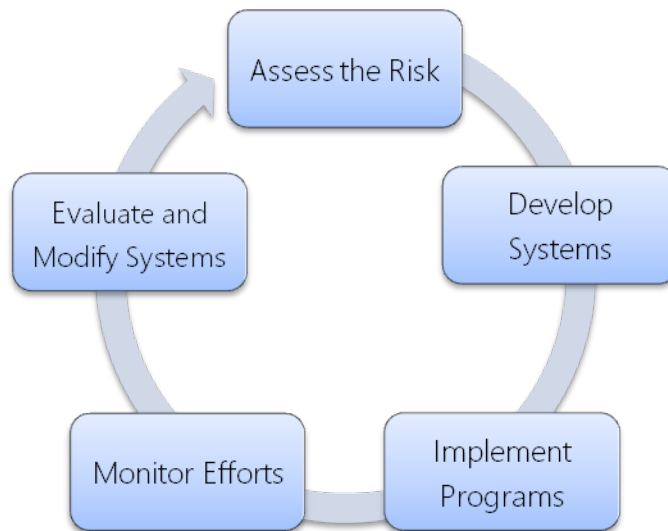 Assess the Risk
Develop
Systems
Implement
Programs
Monitor Efforts
Evaluate and
Modify Systems